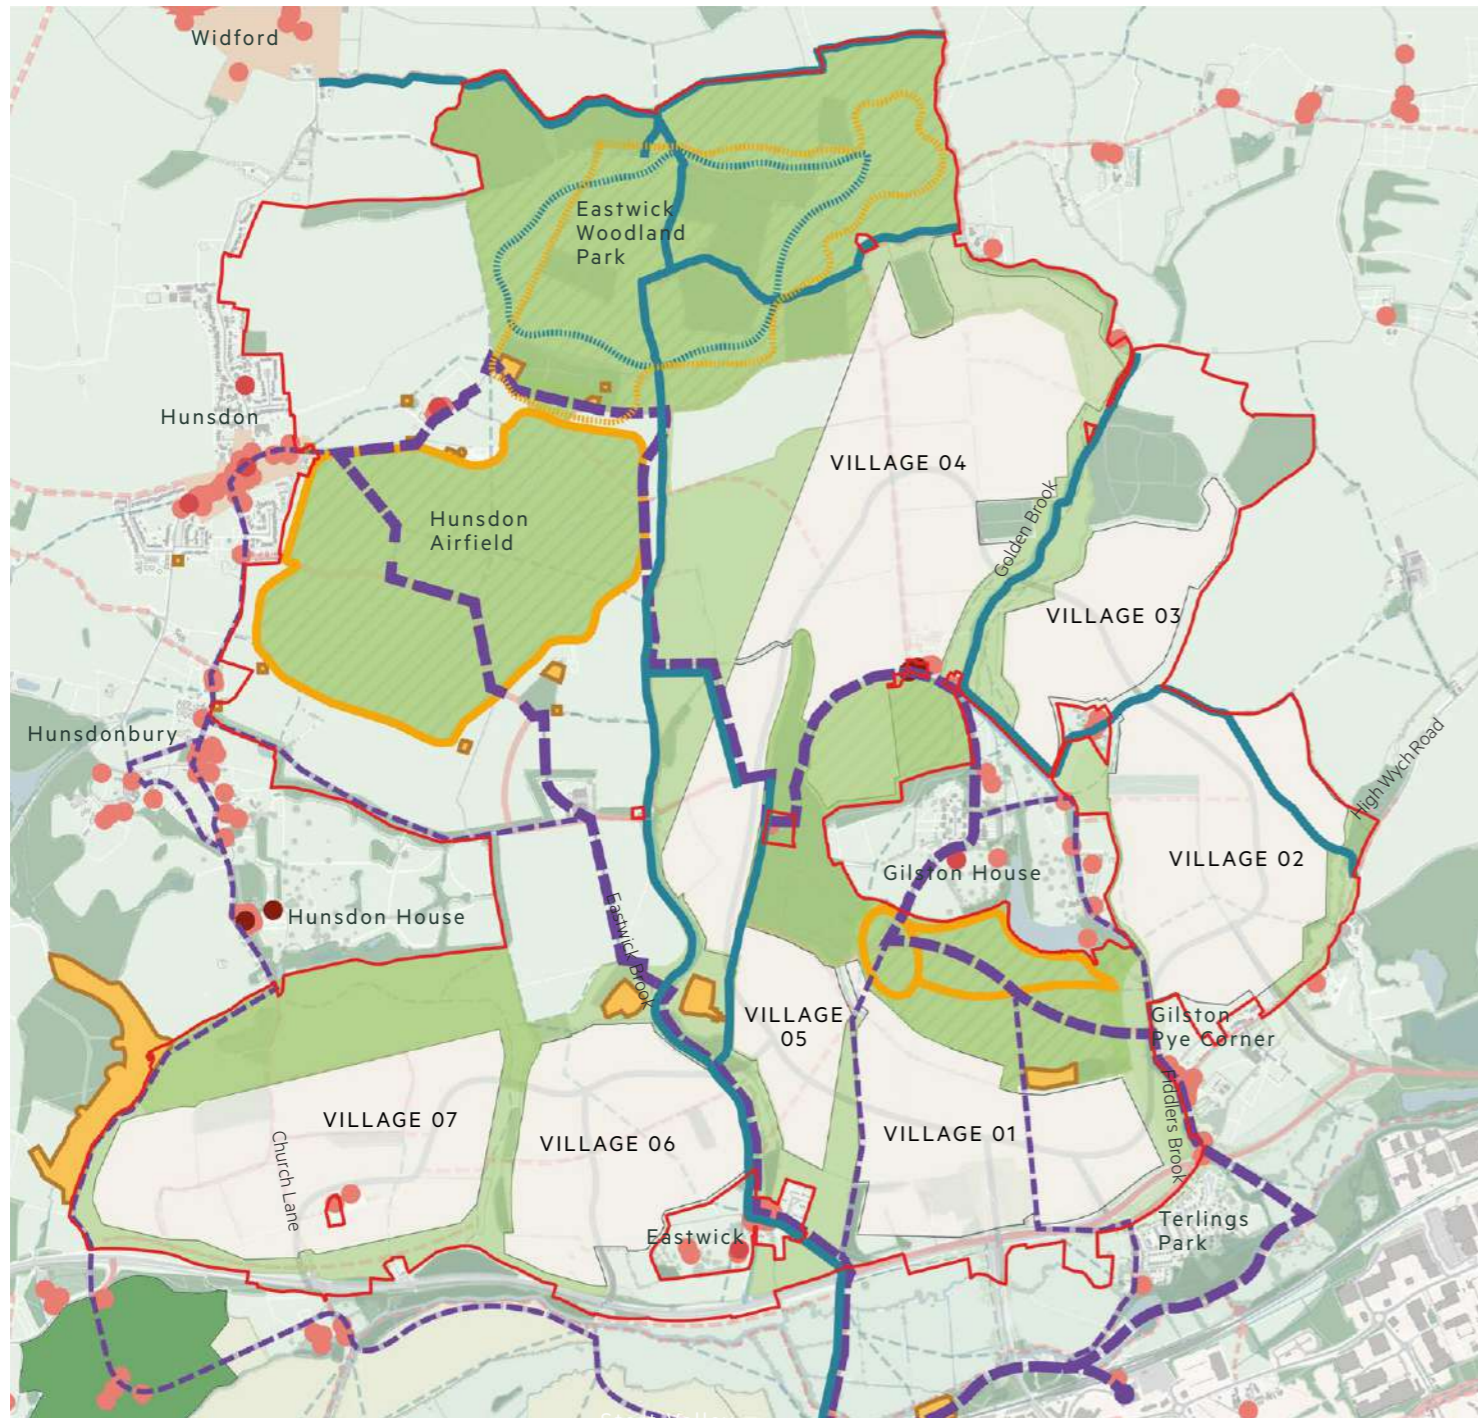 Widford
Eastwick
Woodland
Park
Hunsdon
VILLAGE 04
Hunsdon
Airfield
Golden Brook
VILLAGE 03
Hunsdonbury
High Wych Road
VILLAGE 02
Gilston House
Hunsdon House
Eastwick Brook
VILLAGE
05
Gilston
Pye Corner
Fiddlers Brook
VILLAGE 07
VILLAGE 06
VILLAGE 01
Church Lane
Eastwick
Terlings
Park